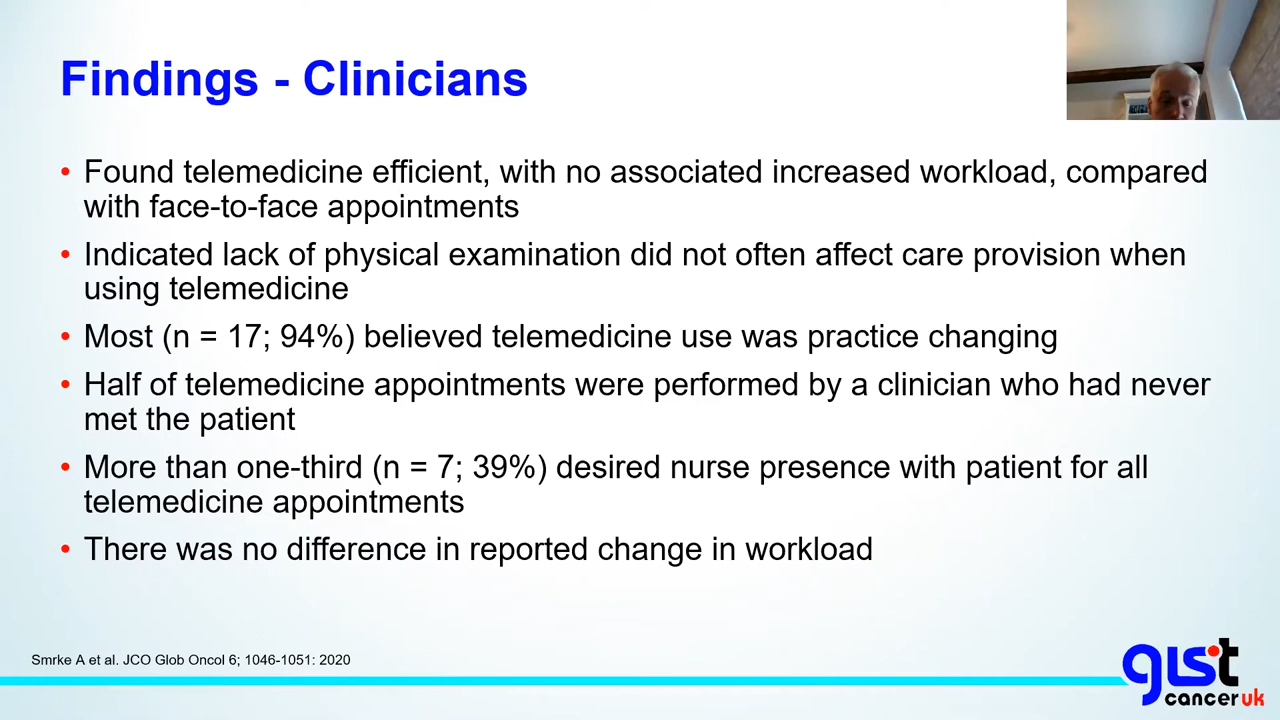 Findings - Clinicians
• Found telemedicine efficient, with no associated increased workload, compared
with face-to-face appointments
• Indicated lack of physical examination did not often affect care provision when
using telemedicine
• Most (n = 17; 94%) believed telemedicine use was practice changing
• Half of telemedicine appointments were performed by a clinician who had never
met the patient
• More than one-third (n = 7; 39%) desired nurse presence with patient for all
telemedicine appointments
• There was no difference in reported change in workload
Smrke A et al. JCO Glob Oncol 6; 1046-1051: 2020
gist
cancer uk